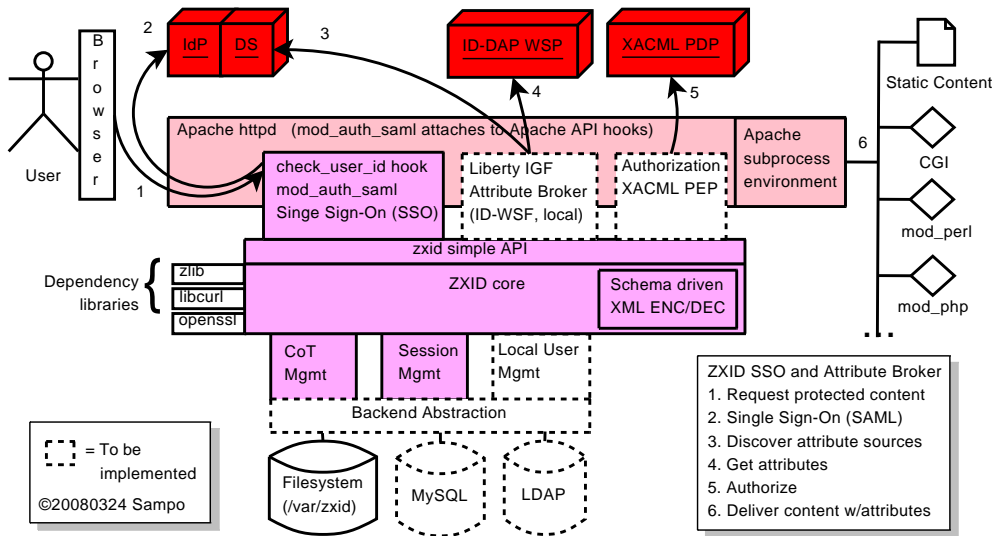 Browser
User
1
2
IdP
DS
3
ID-DAP WSP
4
XACML PDP
5
Static Content
6
CGI
mod_perl
mod_php
Apache httpd (mod_auth_saml attaches to Apache API hooks)
Apache
subprocess
environment
check_user_id hook
mod_auth_saml
Singe Sign-On (SSO)
Liberty IGF
Attribute Broker
(ID-WSF, local)
Authorization
XACML PEP
zxid simple API
Dependency
libraries
{
zlib
libcurl
openssl
ZXID core
Schema driven
XML ENC/DEC
CoT
Mgmt
Session
Mgmt
Local User
Mgmt
Backend Abstraction
Filesystem
(/var/zxid)
MySQL
LDAP
= To be
implemented
©20080324 Sampo
ZXID SSO and Attribute Broker
1. Request protected content
2. Single Sign-On (SAML)
3. Discover attribute sources
4. Get attributes
5. Authorize
6. Deliver content w/attributes